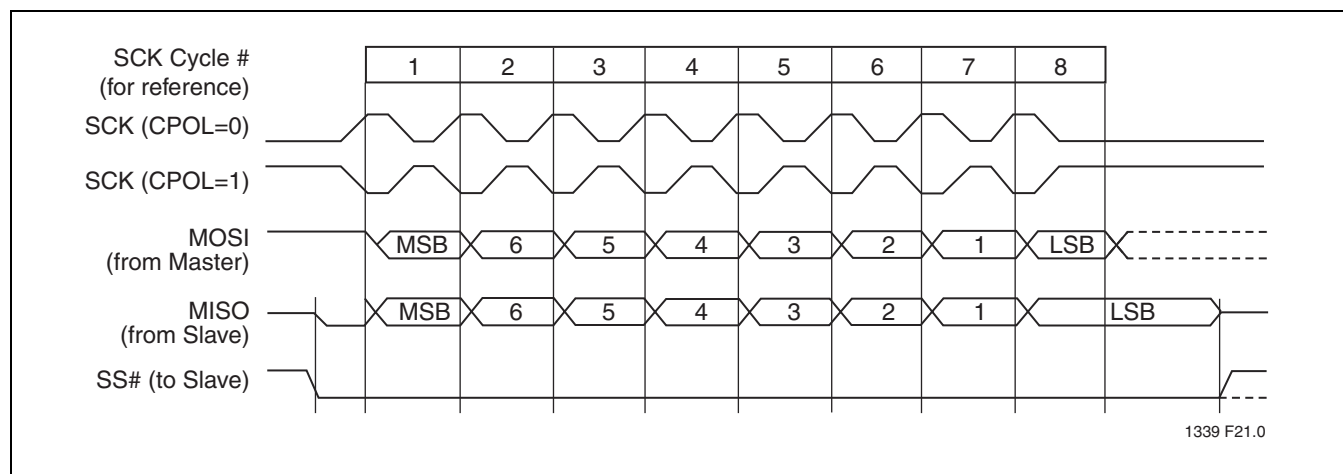 SCK Cycle #
(for reference)
1 2 3 4 5 6 7 8
SCK (CPOL=0)
SCK (CPOL=1)
MOSI
(from Master)
MSB 6 5 4 3 2 1 LSB
MISO
(from Slave)
MSB 6 5 4 3 2 1 LSB
SS# (to Slave)
1339 F21.0